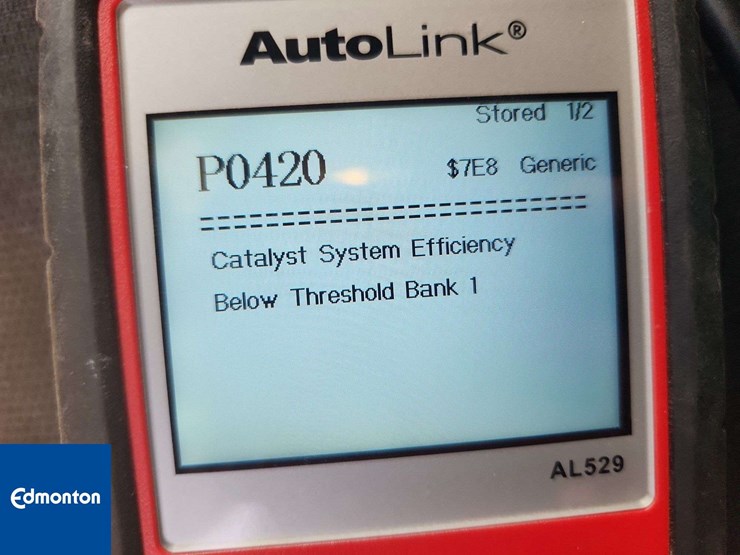 AutoLink®
Stored 1/2
P0420 $7E8 Generic
==========================
Catalyst System Efficiency
Below Threshold Bank 1
AL529
Edmonton